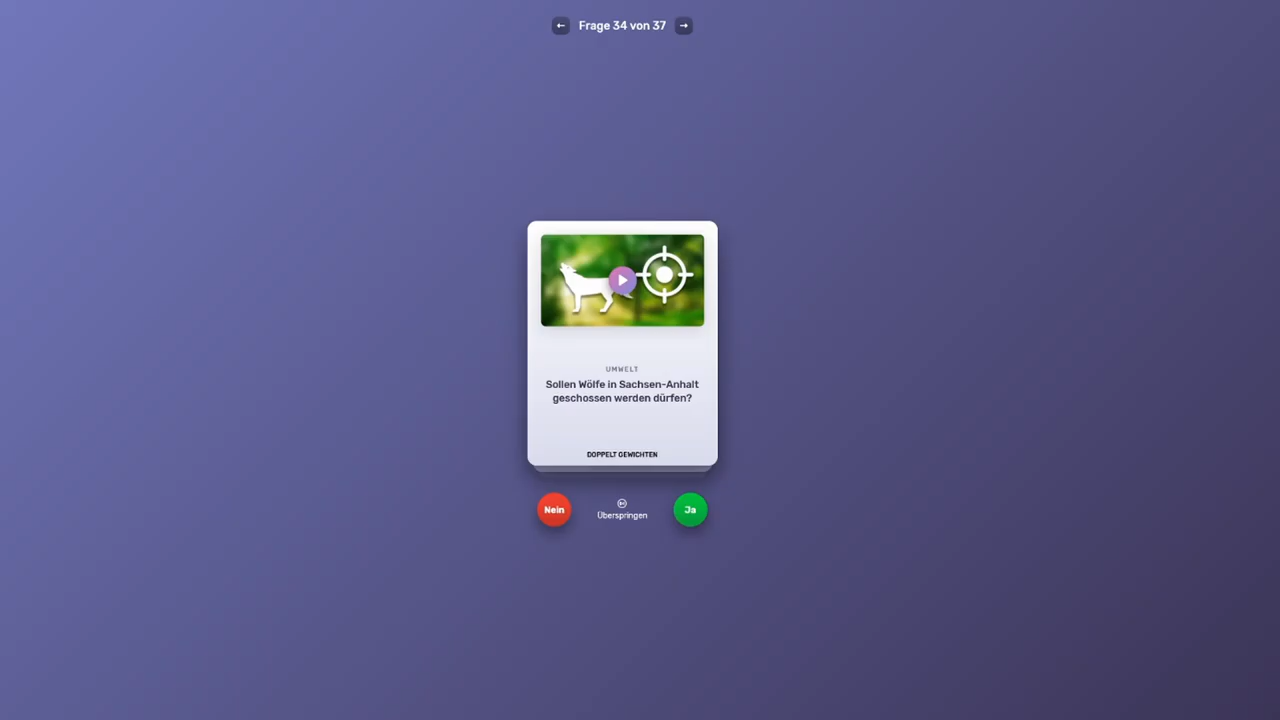 ← Frage 34 von 37 →
UMWELT
Sollen Wölfe in Sachsen-Anhalt
geschossen werden dürfen?
DOPPELT GEWICHTEN
Nein
Überspringen
Ja